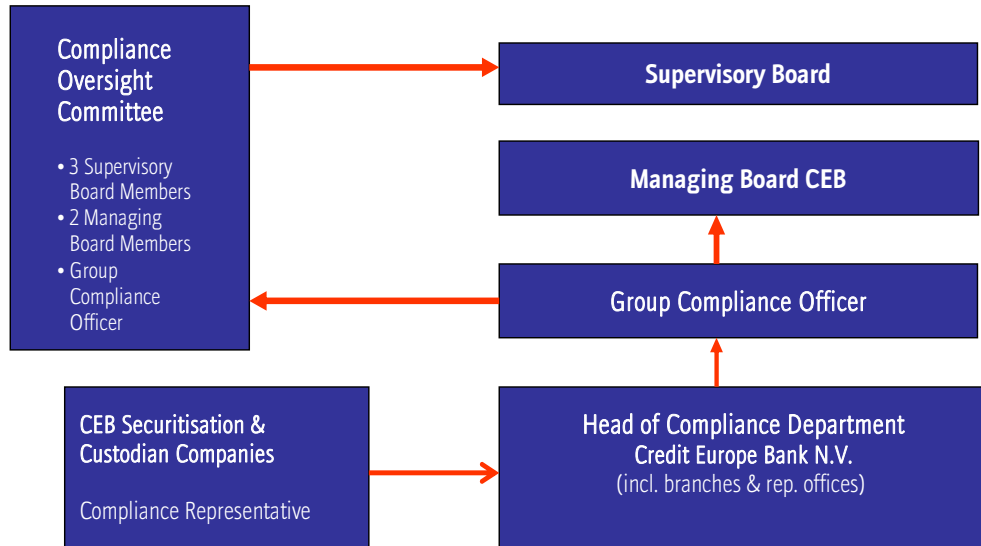 Compliance
Oversight
Committee
• 3 Supervisory
Board Members
• 2 Managing
Board Members
• Group
Compliance
Officer
Supervisory Board
Managing Board CEB
Group Compliance Officer
CEB Securitisation &
Custodian Companies
Compliance Representative
Head of Compliance Department
Credit Europe Bank N.V.
(incl. branches & rep. offices)